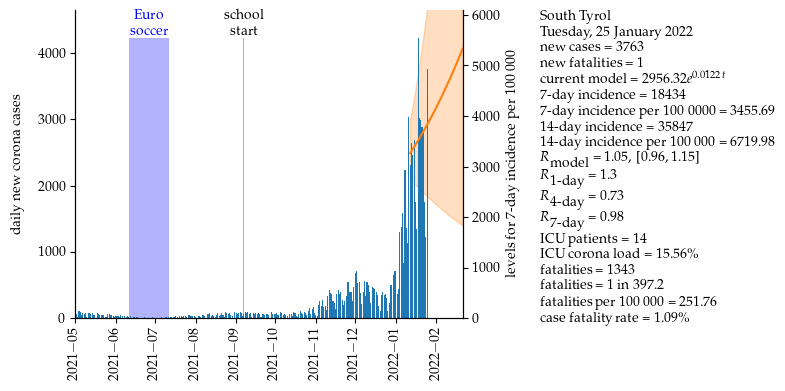 Euro
soccer
school
start
daily new corona cases
4000
3000
2000
1000
0
6000
5000
4000
3000
2000
1000
0
levels for 7-day incidence per 100 000
2021−05
2021−06
2021−07
2021−08
2021−09
2021−10
2021−11
2021−12
2022−01
2022−02
South Tyrol
Tuesday, 25 January 2022
new cases = 3763
new fatalities = 1
current model = 2956.32e^0.0122 t
7-day incidence = 18434
7-day incidence per 100 0000 = 3455.69
14-day incidence = 35847
14-day incidence per 100 000 = 6719.98
R model = 1.05, [0.96, 1.15]
R 1-day = 1.3
R 4-day = 0.73
R 7-day = 0.98
ICU patients = 14
ICU corona load = 15.56%
fatalities = 1343
fatalities = 1 in 397.2
fatalities per 100 000 = 251.76
case fatality rate = 1.09%